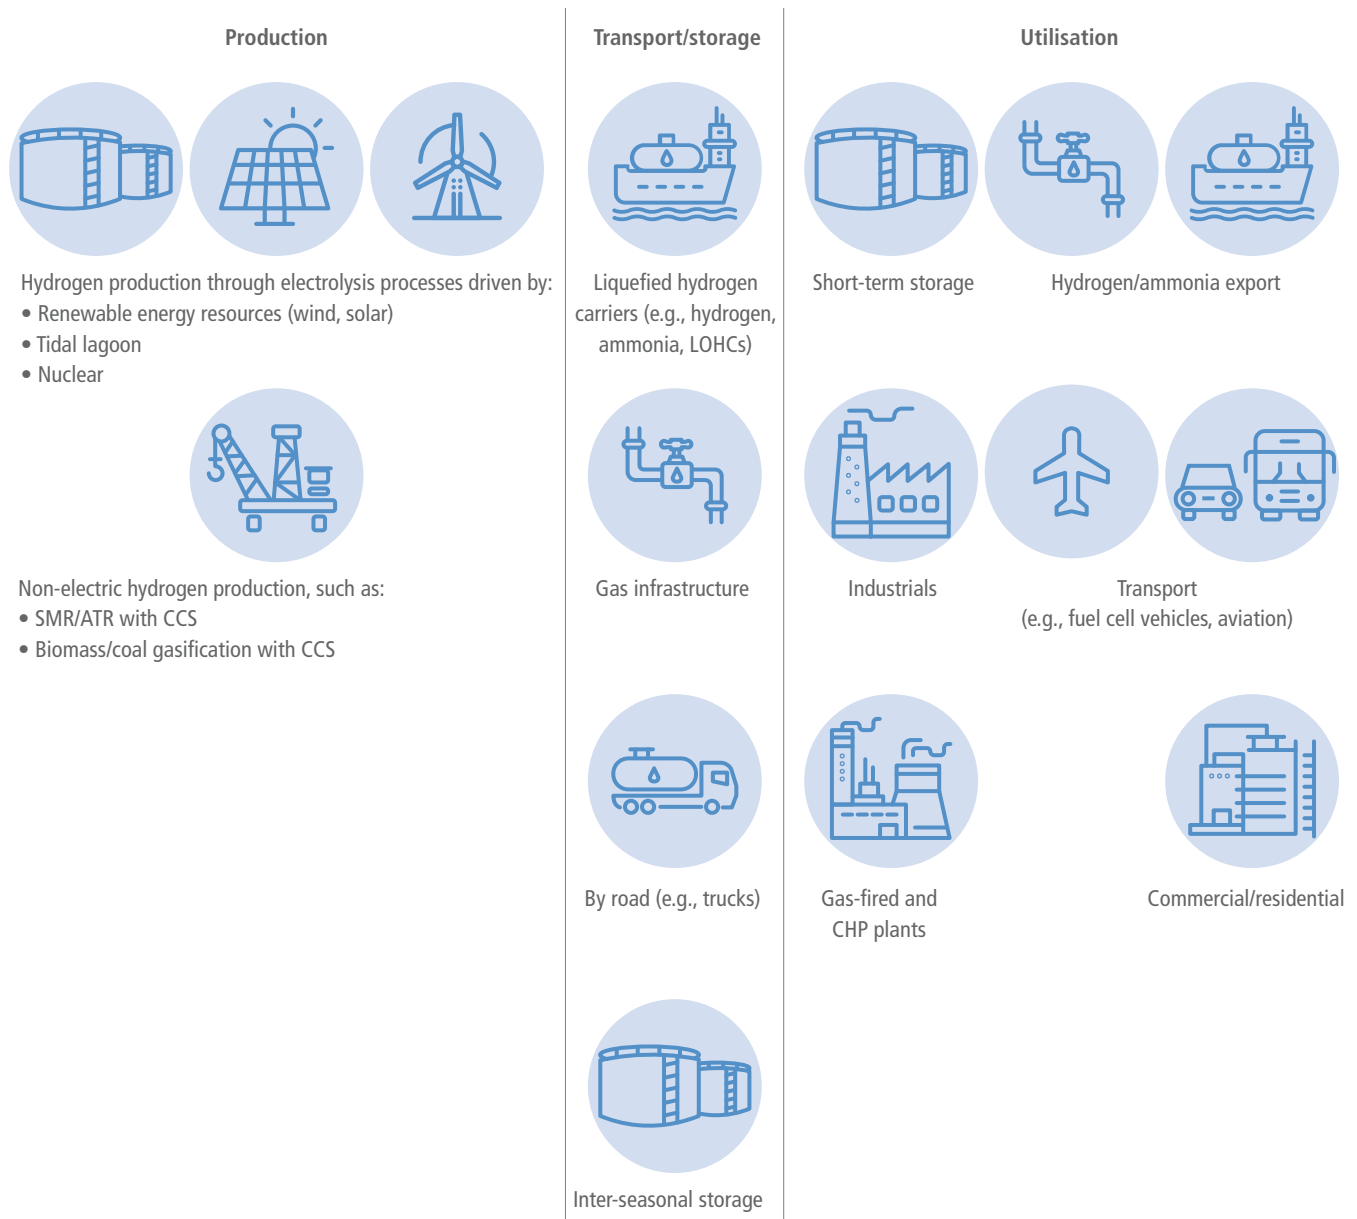 Production
Hydrogen production through electrolysis processes driven by:
• Renewable energy resources (wind, solar)
• Tidal lagoon
• Nuclear
Non-electric hydrogen production, such as:
• SMR/ATR with CCS
• Biomass/coal gasification with CCS
Transport/storage
Liquefied hydrogen
carriers (e.g., hydrogen,
ammonia, LOHCs)
Gas infrastructure
By road (e.g., trucks)
Inter-seasonal storage
Utilisation
Short-term storage
Hydrogen/ammonia export
Industrials
Transport
(e.g., fuel cell vehicles, aviation)
Gas-fired and
CHP plants
Commercial/residential